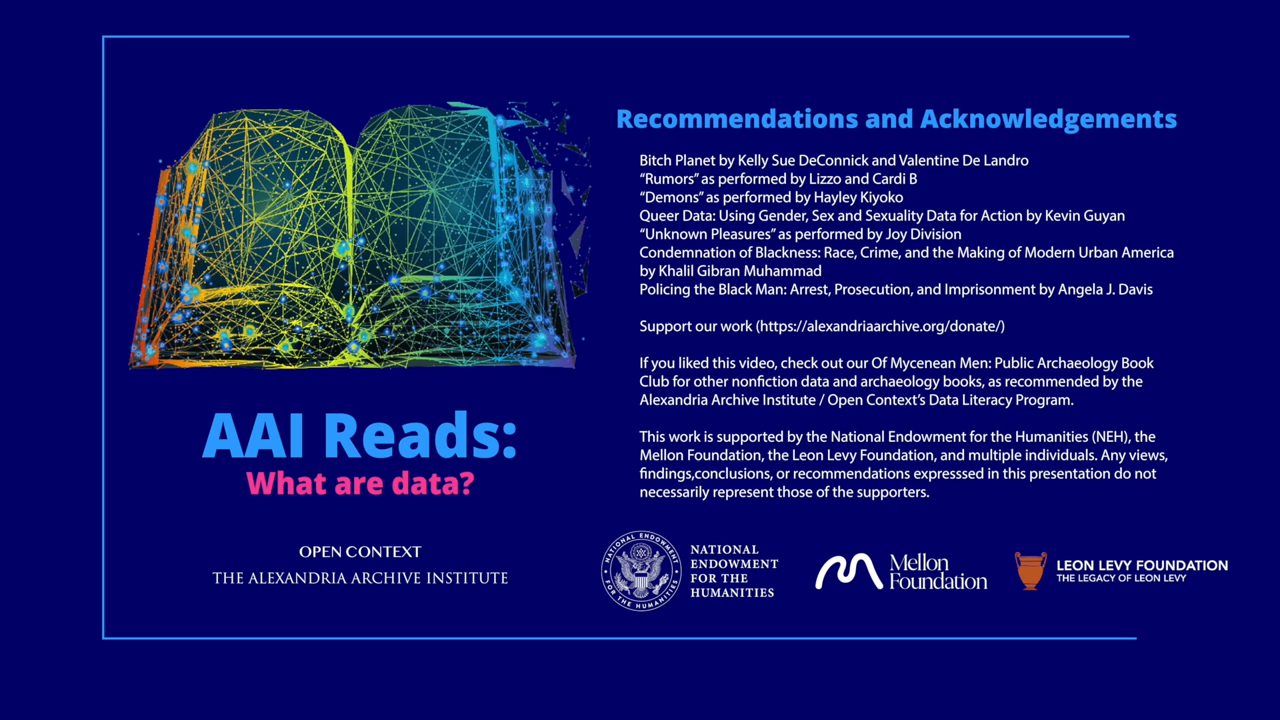 Recommendations and Acknowledgements
Bitch Planet by Kelly Sue DeConnick and Valentine De Landro
“Rumors” as performed by Lizzo and Cardi B
“Demons” as performed by Hayley Kiyoko
Queer Data: Using Gender, Sex and Sexuality Data for Action by Kevin Guyan
“Unknown Pleasures” as performed by Joy Division
Condemnation of Blackness: Race, Crime, and the Making of Modern Urban America
by Khalil Gibran Muhammad
Policing the Black Man: Arrest, Prosecution, and Imprisonment by Angela J. Davis
Support our work (https://alexandriaarchive.org/donate/)
If you liked this video, check out our Of Mycenean Men: Public Archaeology Book
Club for other nonfiction data and archaeology books, as recommended by the
Alexandria Archive Institute / Open Context’s Data Literacy Program.
This work is supported by the National Endowment for the Humanities (NEH), the
Mellon Foundation, the Leon Levy Foundation, and multiple individuals. Any views,
findings,conclusions, or recommendations expresssed in this presentation do not
necessarily represent those of the supporters.
AAI Reads:
What are data?
OPEN CONTEXT
THE ALEXANDRIA ARCHIVE INSTITUTE
NATIONAL ENDOWMENT
FOR THE HUMANITIES
NATIONAL
ENDOWMENT
FOR THE
HUMANITIES
Mellon
Foundation
LEON LEVY FOUNDATION
THE LEGACY OF LEON LEVY